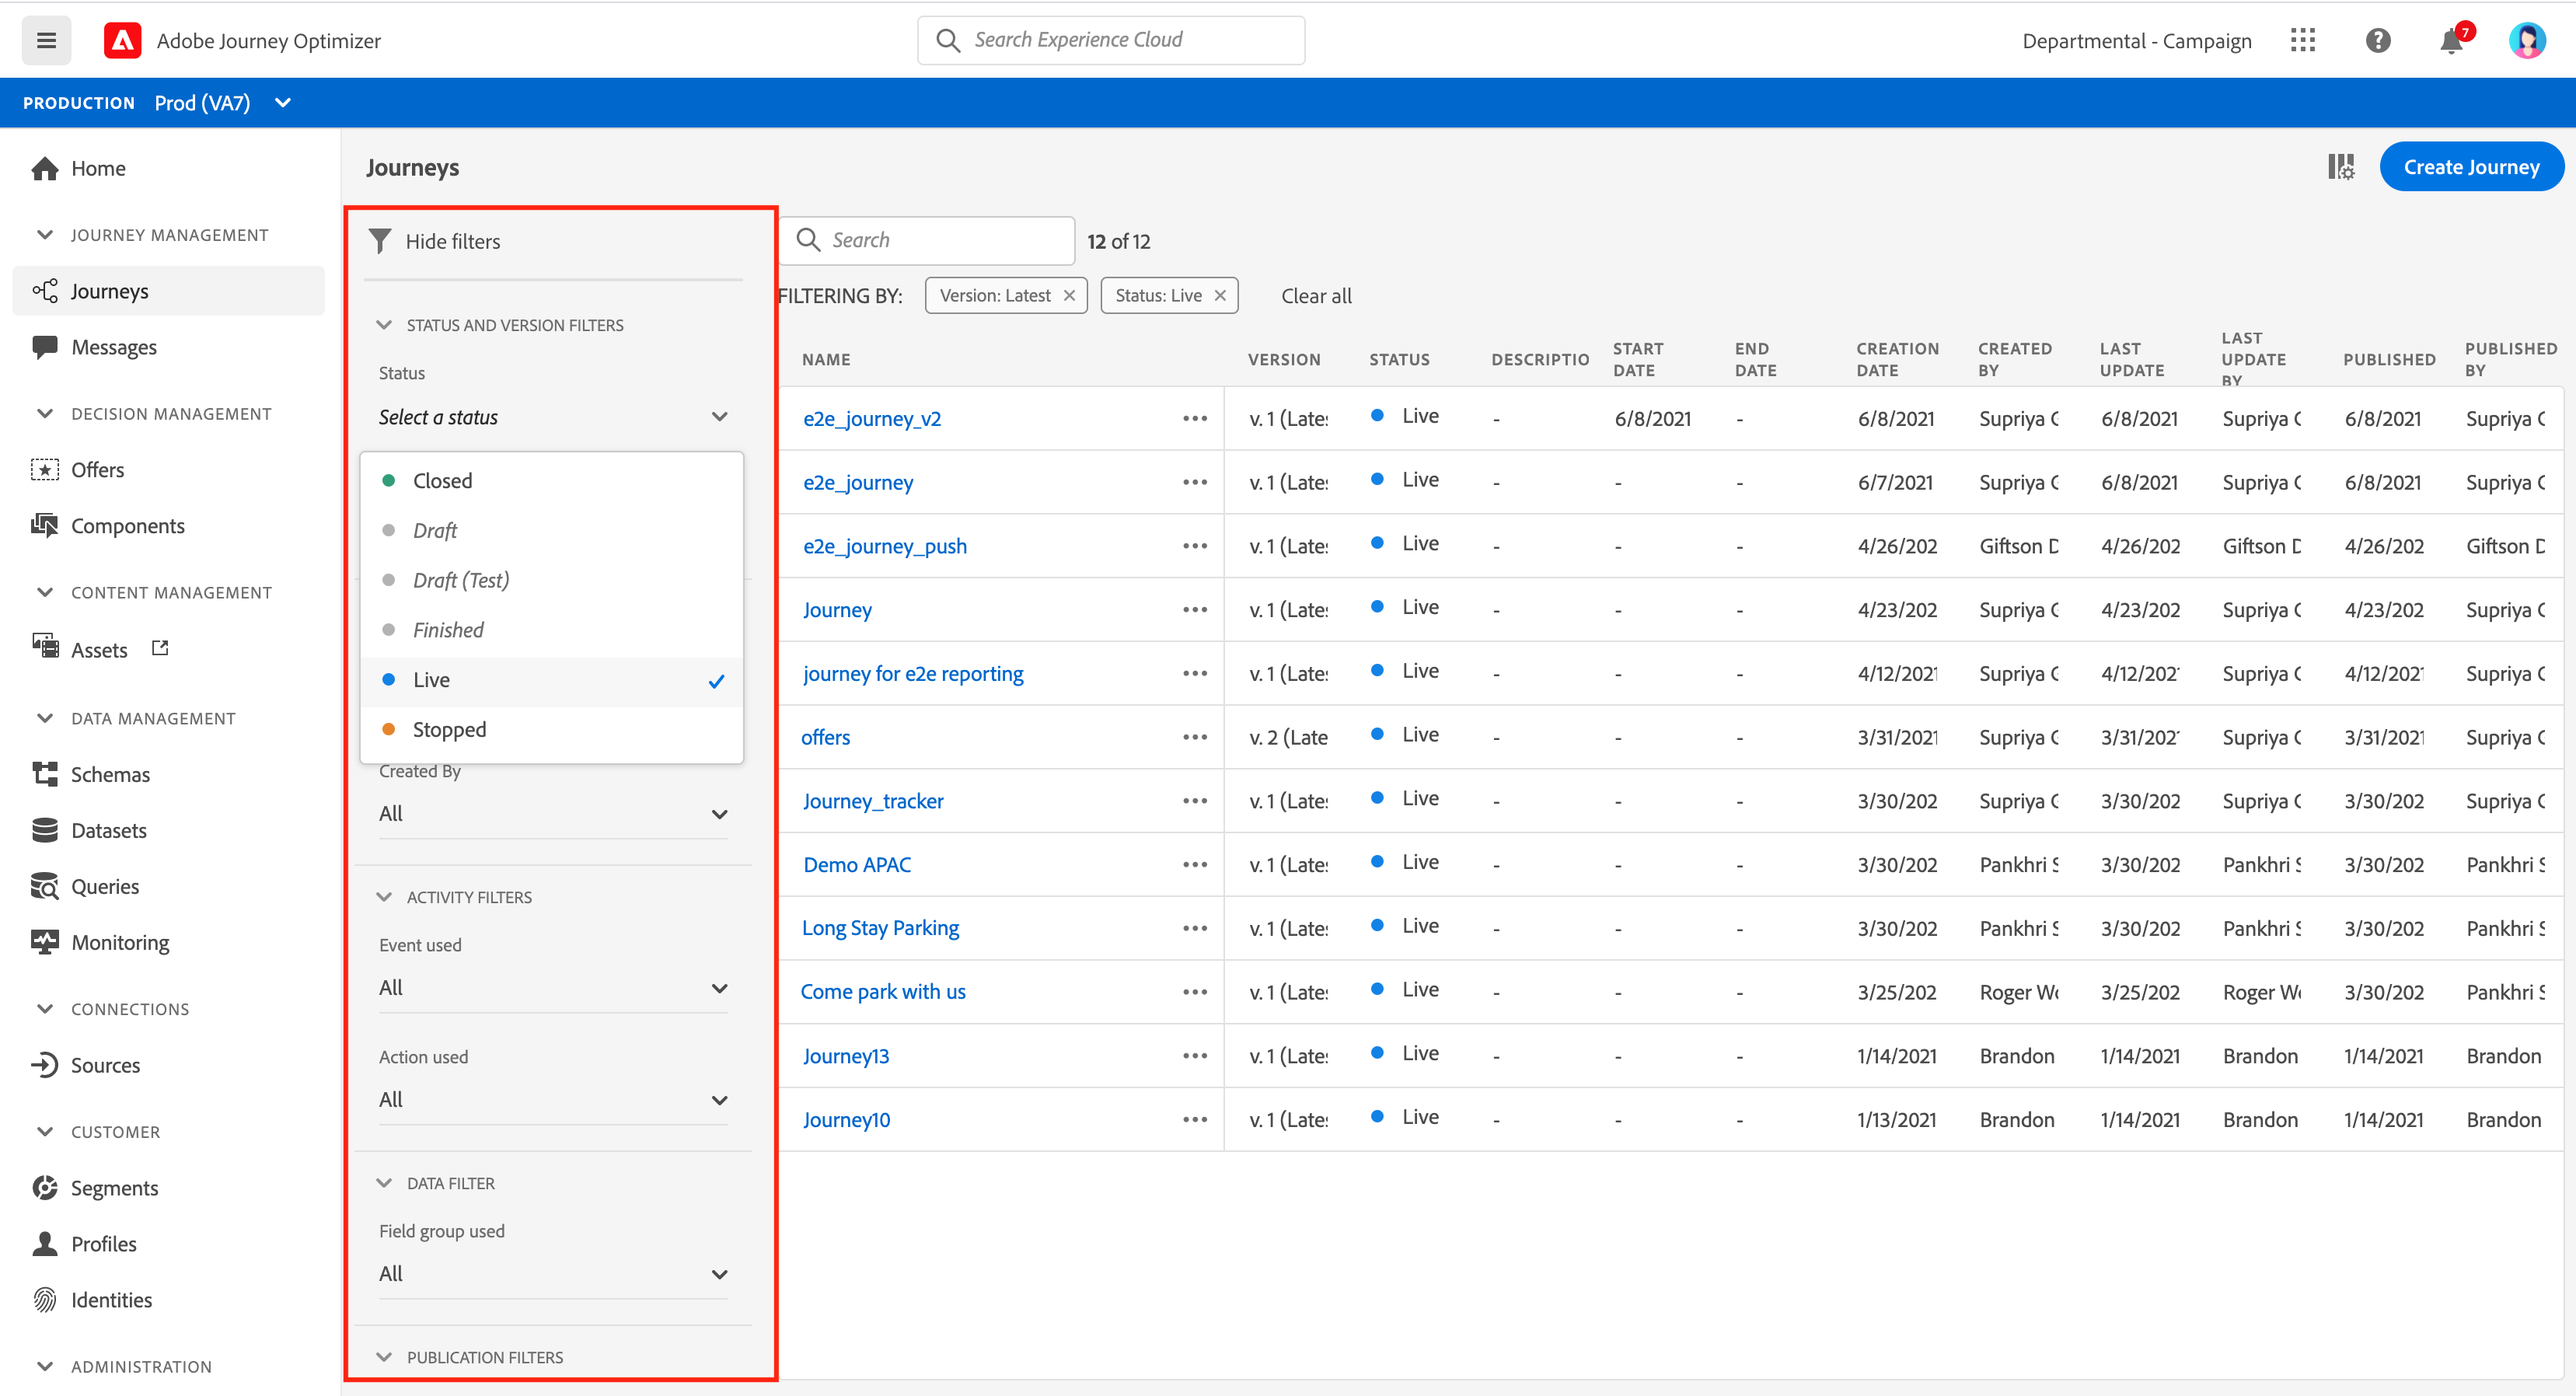 Adobe Journey Optimizer
Search Experience Cloud
Departmental - Campaign
7
PRODUCTION Prod (VA7)
Home
JOURNEY MANAGEMENT
Journeys
Messages
DECISION MANAGEMENT
Offers
Components
CONTENT MANAGEMENT
Assets
DATA MANAGEMENT
Schemas
Datasets
Queries
Monitoring
CONNECTIONS
Sources
CUSTOMER
Segments
Profiles
Identities
ADMINISTRATION
Journeys
Create Journey
Hide filters
STATUS AND VERSION FILTERS
Status
Select a status
Closed
Draft
Draft (Test)
Finished
Live
Stopped
Created By
All
ACTIVITY FILTERS
Event used
All
Action used
All
DATA FILTER
Field group used
All
PUBLICATION FILTERS
Search
12 of 12
FILTERING BY: Version: Latest Status: Live Clear all
NAME VERSION STATUS DESCRIPTIO START DATE END DATE CREATION DATE CREATED BY LAST UPDATE LAST UPDATE BY PUBLISHED PUBLISHED BY
e2e_journey_v2 v. 1 (Late Live - 6/8/2021 - 6/8/2021 Supriya 6/8/2021 Supriya 6/8/2021 Supriya
e2e_journey v. 1 (Late Live - - - 6/7/2021 Supriya 6/8/2021 Supriya 6/8/2021 Supriya
e2e_journey_push v. 1 (Late Live - - - 4/26/202 Giftson 4/26/202 Giftson 4/26/202 Giftson
Journey v. 1 (Late Live - - - 4/23/202 Supriya 4/23/202 Supriya 4/23/202 Supriya
journey for e2e reporting v. 1 (Late Live - - - 4/12/2021 Supriya 4/12/202 Supriya 4/12/2021 Supriya
offers v. 2 (Late Live - - - 3/31/2021 Supriya 3/31/202 Supriya 3/31/2021 Supriya
Journey_tracker v. 1 (Late Live - - - 3/30/202 Supriya 3/30/202 Supriya 3/30/202 Supriya
Demo APAC v. 1 (Late Live - - - 3/30/202 Pankhri 3/30/202 Pankhri 3/30/202 Pankhri
Long Stay Parking v. 1 (Late Live - - - 3/30/202 Pankhri 3/30/202 Pankhri 3/30/202 Pankhri
Come park with us v. 1 (Late Live - - - 3/25/202 Roger 3/25/202 Roger 3/30/202 Pankhri
Journey13 v. 1 (Late Live - - - 1/14/2021 Brandon 1/14/2021 Brandon 1/14/2021 Brandon
Journey10 v. 1 (Late Live - - - 1/13/2021 Brandon 1/14/2021 Brandon 1/14/2021 Brandon